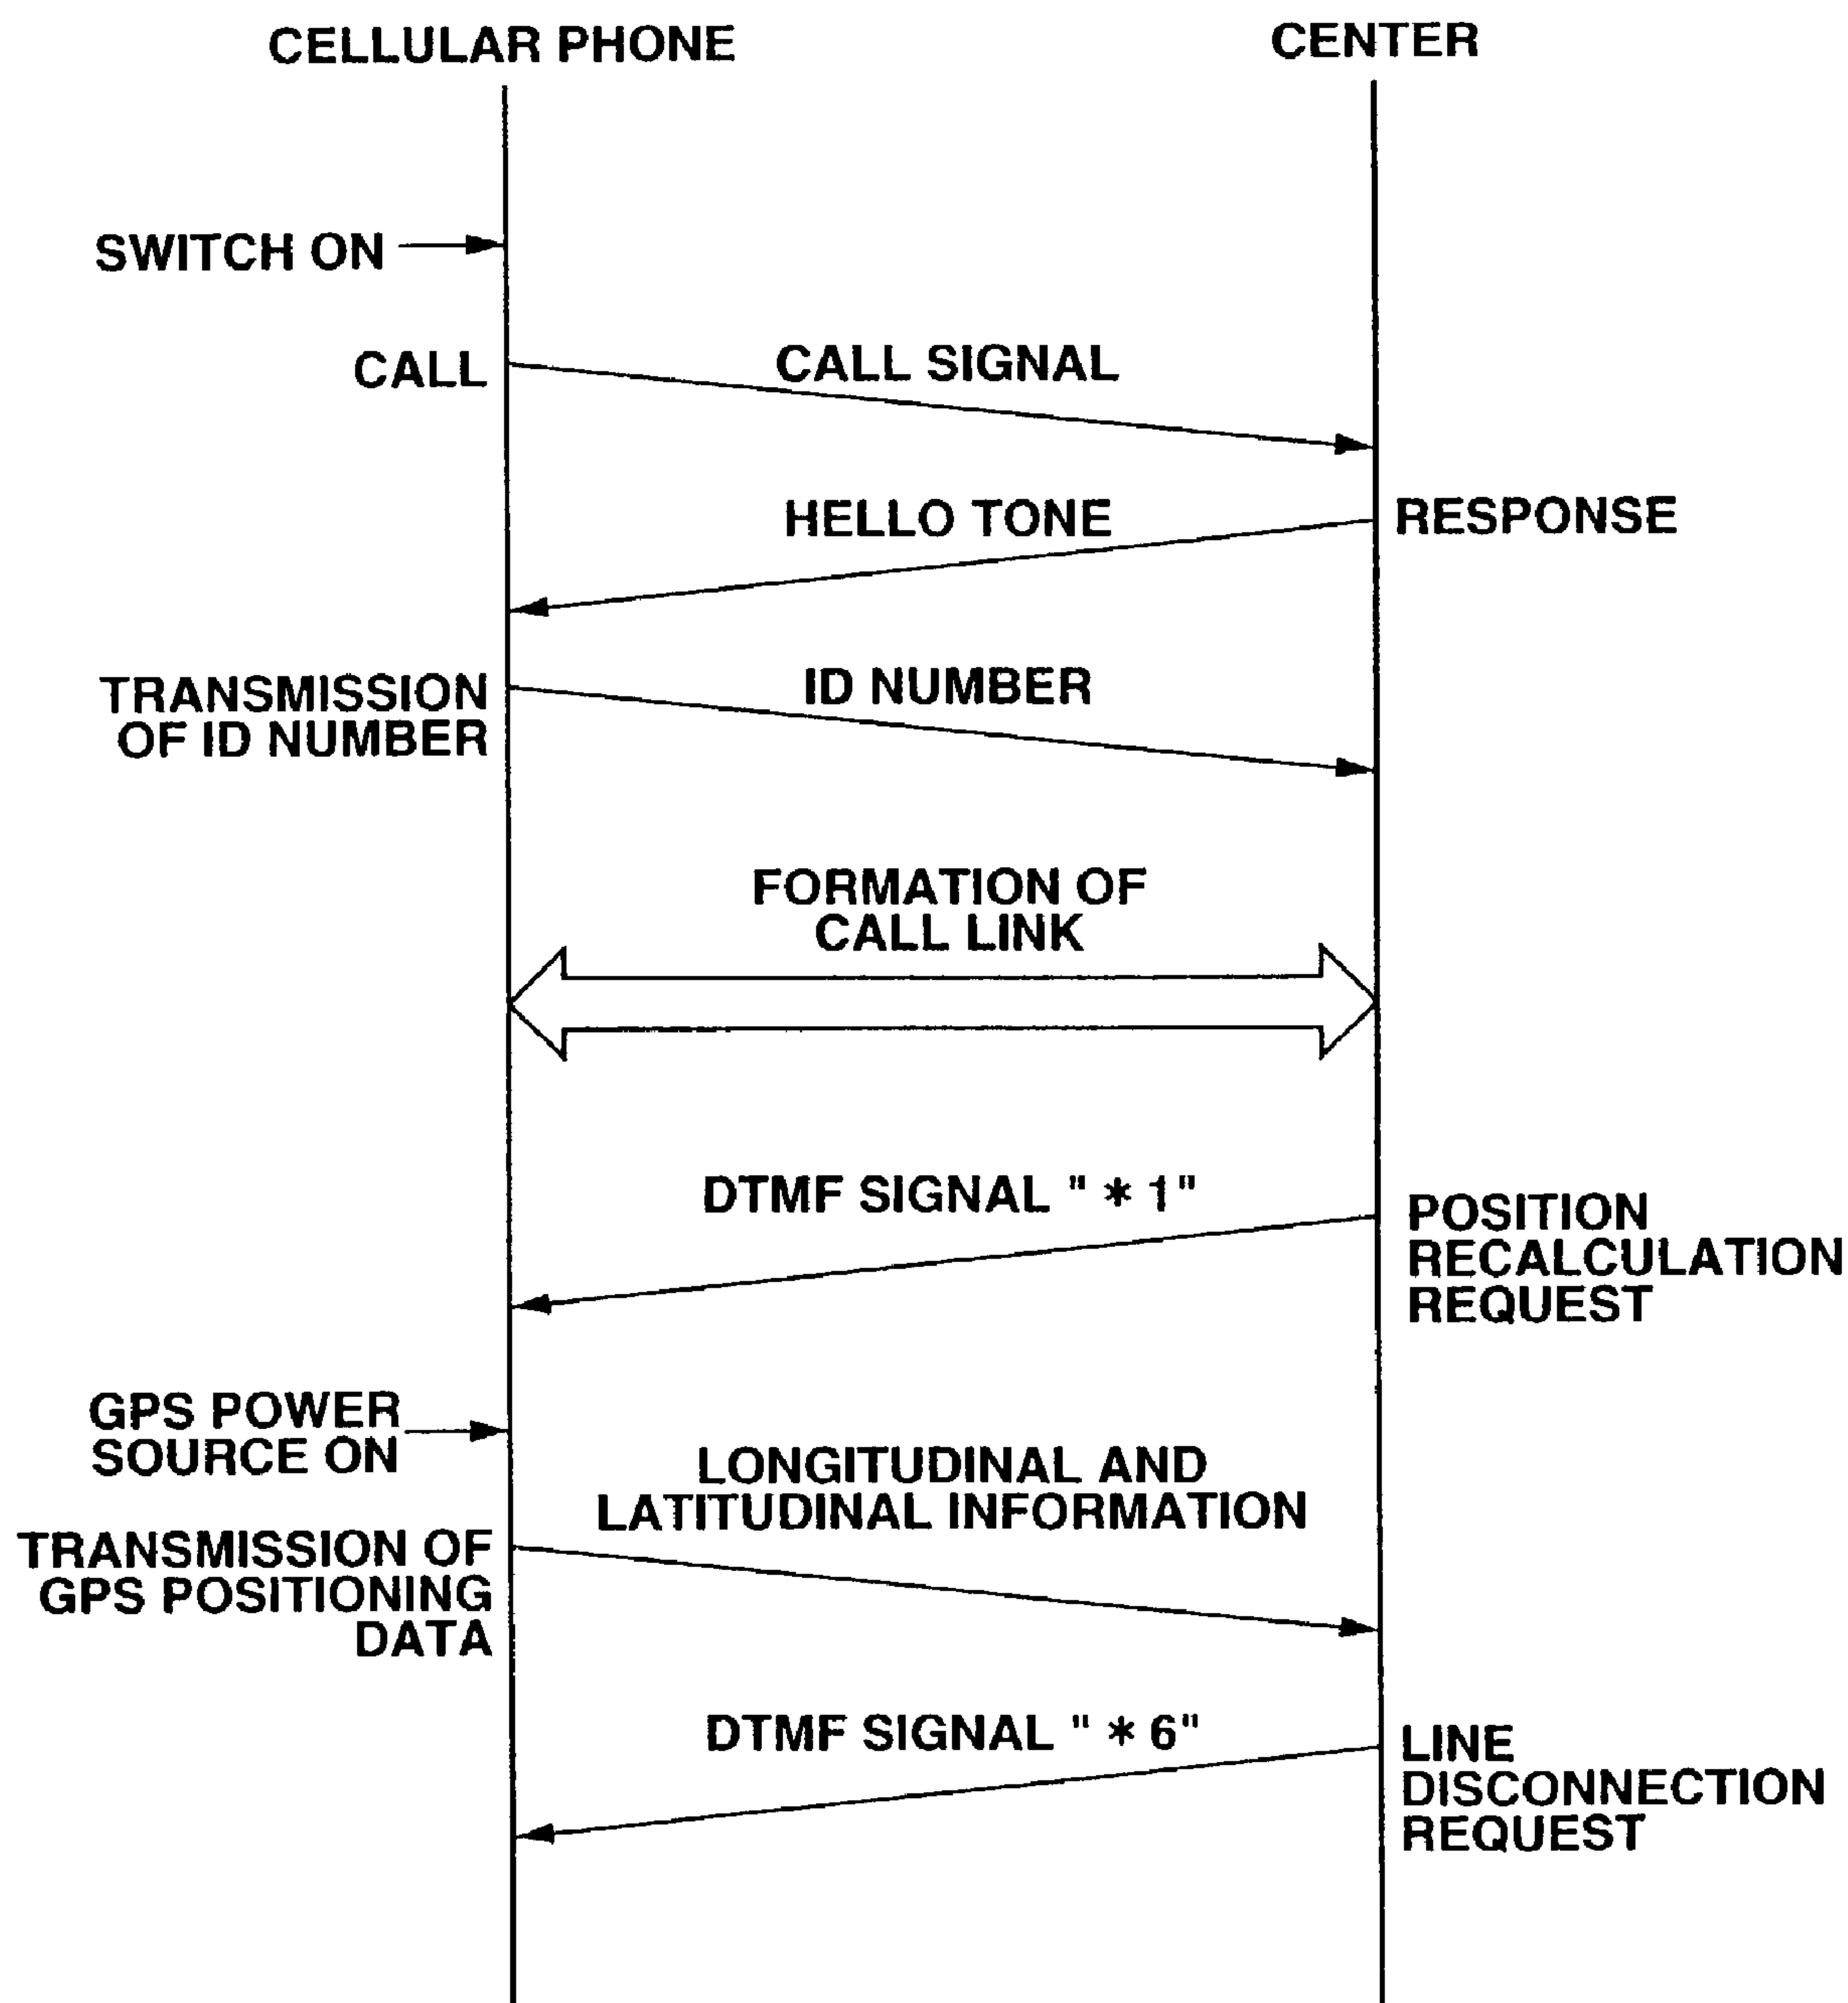 CELLULAR PHONE
CENTER
SWITCH ON
CALL
CALL SIGNAL
HELLO TONE
RESPONSE
TRANSMISSION
OF ID NUMBER
ID NUMBER
FORMATION OF
CALL LINK
DTMF SIGNAL " * 1"
POSITION
RECALCULATION
REQUEST
GPS POWER
SOURCE ON
LONGITUDINAL AND
LATITUDINAL INFORMATION
TRANSMISSION OF
GPS POSITIONING
DATA
DTMF SIGNAL " * 6"
LINE
DISCONNECTION
REQUEST